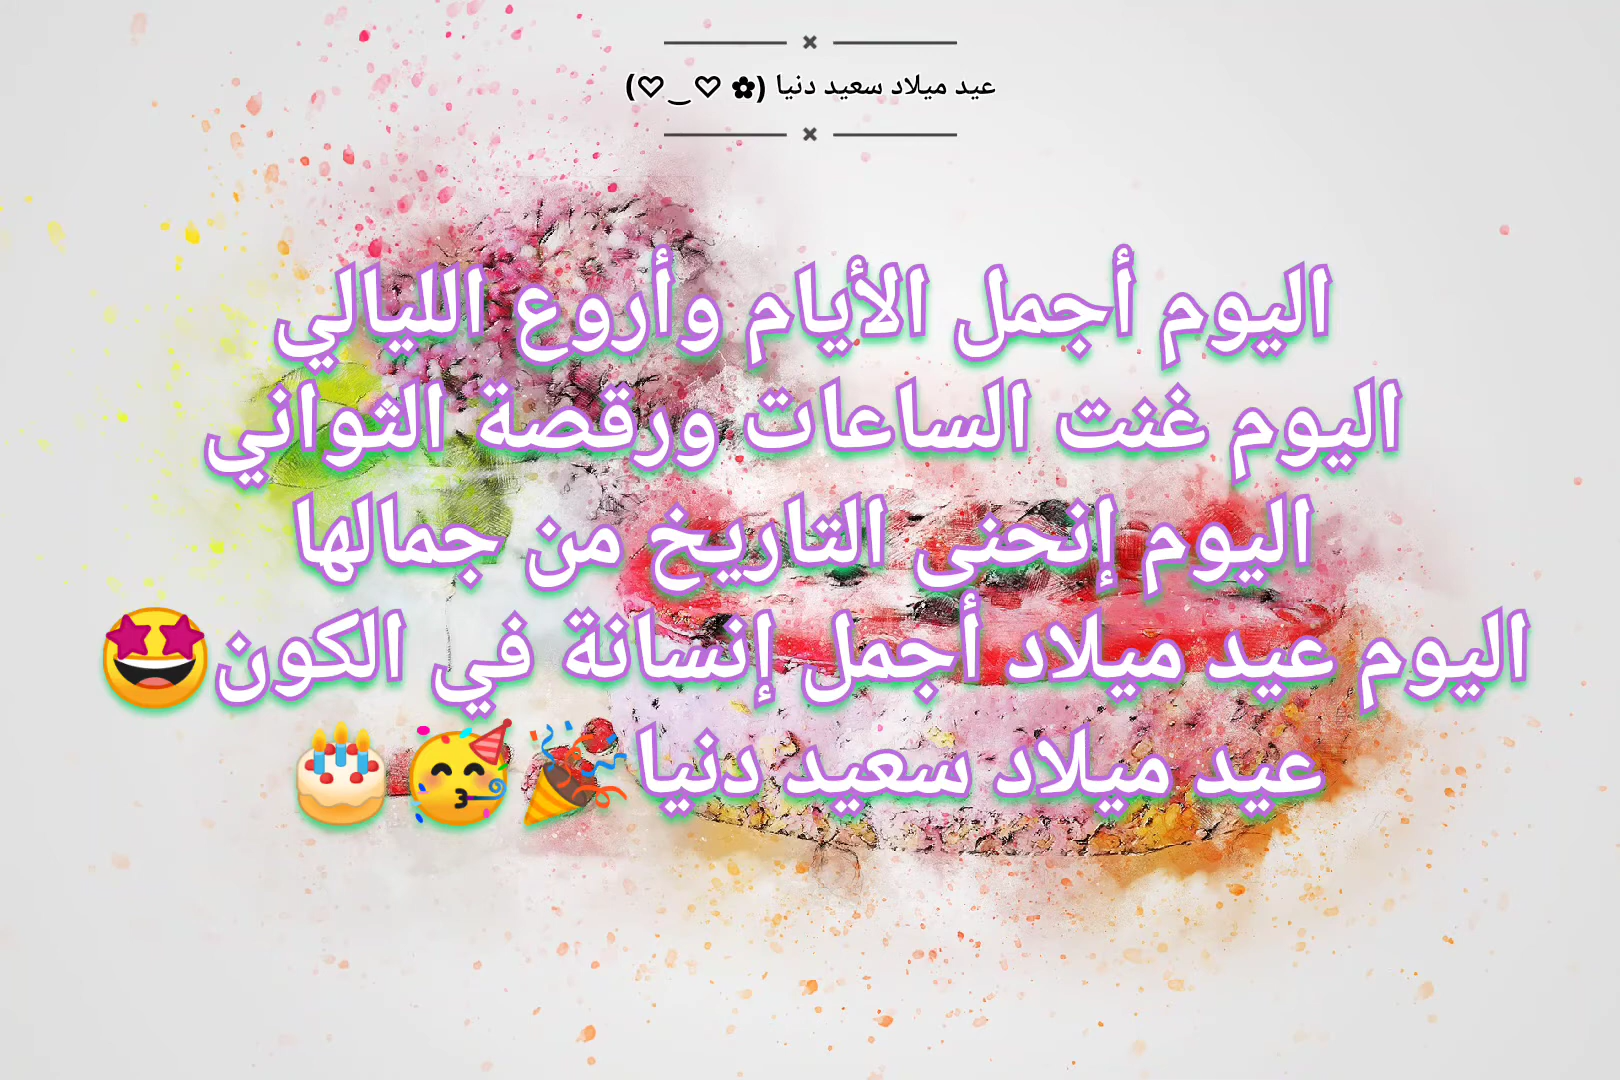 عيد ميلاد سعيد دنيا (✿ ♡‿♡)
اليوم أجمل الأيام وأروع الليالي
اليوم غنت الساعات ورقصة الثواني
اليوم إنحنى التاريخ من جمالها
اليوم عيد ميلاد أجمل إنسانة في الكون🤩
عيد ميلاد سعيد دنيا🎉🥳🎂